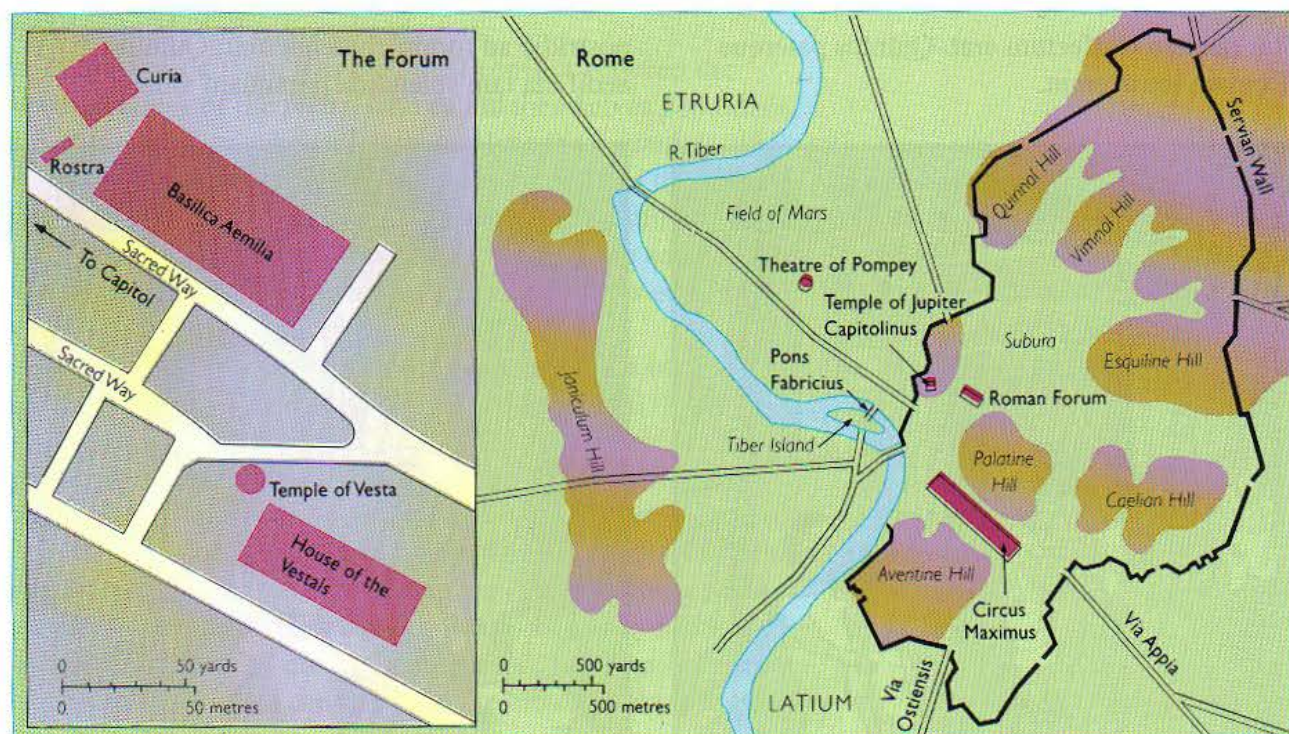 The Forum
Curia
Rostra
Basilica Aemilia
To Capitol
Sacred Way
Sacred Way
Temple of Vesta
House of the
Vestals
0 50 yards
0 50 metres
Rome
ETRURIA
R. Tiber
Field of Mars
Theatre of Pompey
Temple of Jupiter
Capitolinus
Pons
Fabricius
Tiber Island
Janiculum Hill
Quirinal Hill
Viminal Hill
Servian Wall
Subura
Esquiline Hill
Roman Forum
Palatine
Hill
Caelian Hill
Aventine Hill
Circus
Maximus
Via Appia
Via
Ostiensis
LATIUM
0 500 yards
0 500 metres